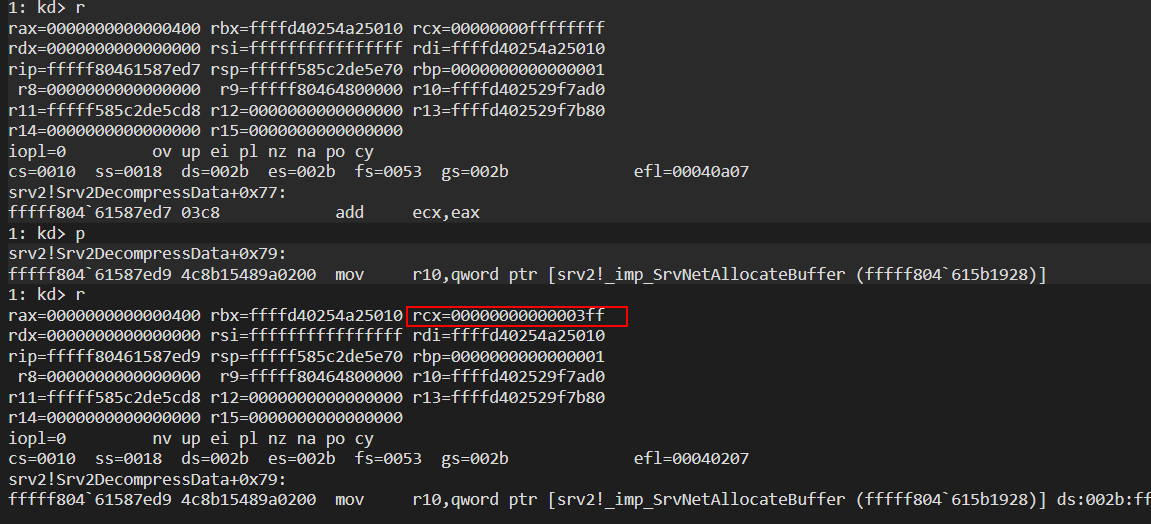 1: kd> r
rax=0000000000000400 rbx=ffffd40254a25010 rcx=00000000ffffffff
rdx=0000000000000000 rsi=ffffffffffffffff rdi=ffffd40254a25010
rip=fffff80461587ed7 rsp=fffff585c2de5e70 rbp=0000000000000001
r8=0000000000000000 r9=fffff80464800000 r10=ffffd402529f7ad0
r11=fffff585c2de5cd8 r12=0000000000000000 r13=ffffd402529f7b80
r14=0000000000000000 r15=0000000000000000
iopl=0 ov up ei pl nz na po cy
cs=0010 ss=0018 ds=002b es=002b fs=0053 gs=002b efl=00040a07
srv2!Srv2DecompressData+0x77:
fffff804`61587ed7 03c8 add ecx,eax
1: kd> p
srv2!Srv2DecompressData+0x79:
fffff804`61587ed9 4c8b15489a0200 mov r10,qword ptr [srv2!_imp_SrvNetAllocateBuffer (fffff804`615b1928)]
1: kd> r
rax=0000000000000400 rbx=ffffd40254a25010 rcx=00000000000003ff
rdx=0000000000000000 rsi=ffffffffffffffff rdi=ffffd40254a25010
rip=fffff80461587ed9 rsp=fffff585c2de5e70 rbp=0000000000000001
r8=0000000000000000 r9=fffff80464800000 r10=ffffd402529f7ad0
r11=fffff585c2de5cd8 r12=0000000000000000 r13=ffffd402529f7b80
r14=0000000000000000 r15=0000000000000000
iopl=0 nv up ei pl nz na po cy
cs=0010 ss=0018 ds=002b es=002b fs=0053 gs=002b efl=00040207
srv2!Srv2DecompressData+0x79:
fffff804`61587ed9 4c8b15489a0200 mov r10,qword ptr [srv2!_imp_SrvNetAllocateBuffer (fffff804`615b1928)] ds:002b:ff